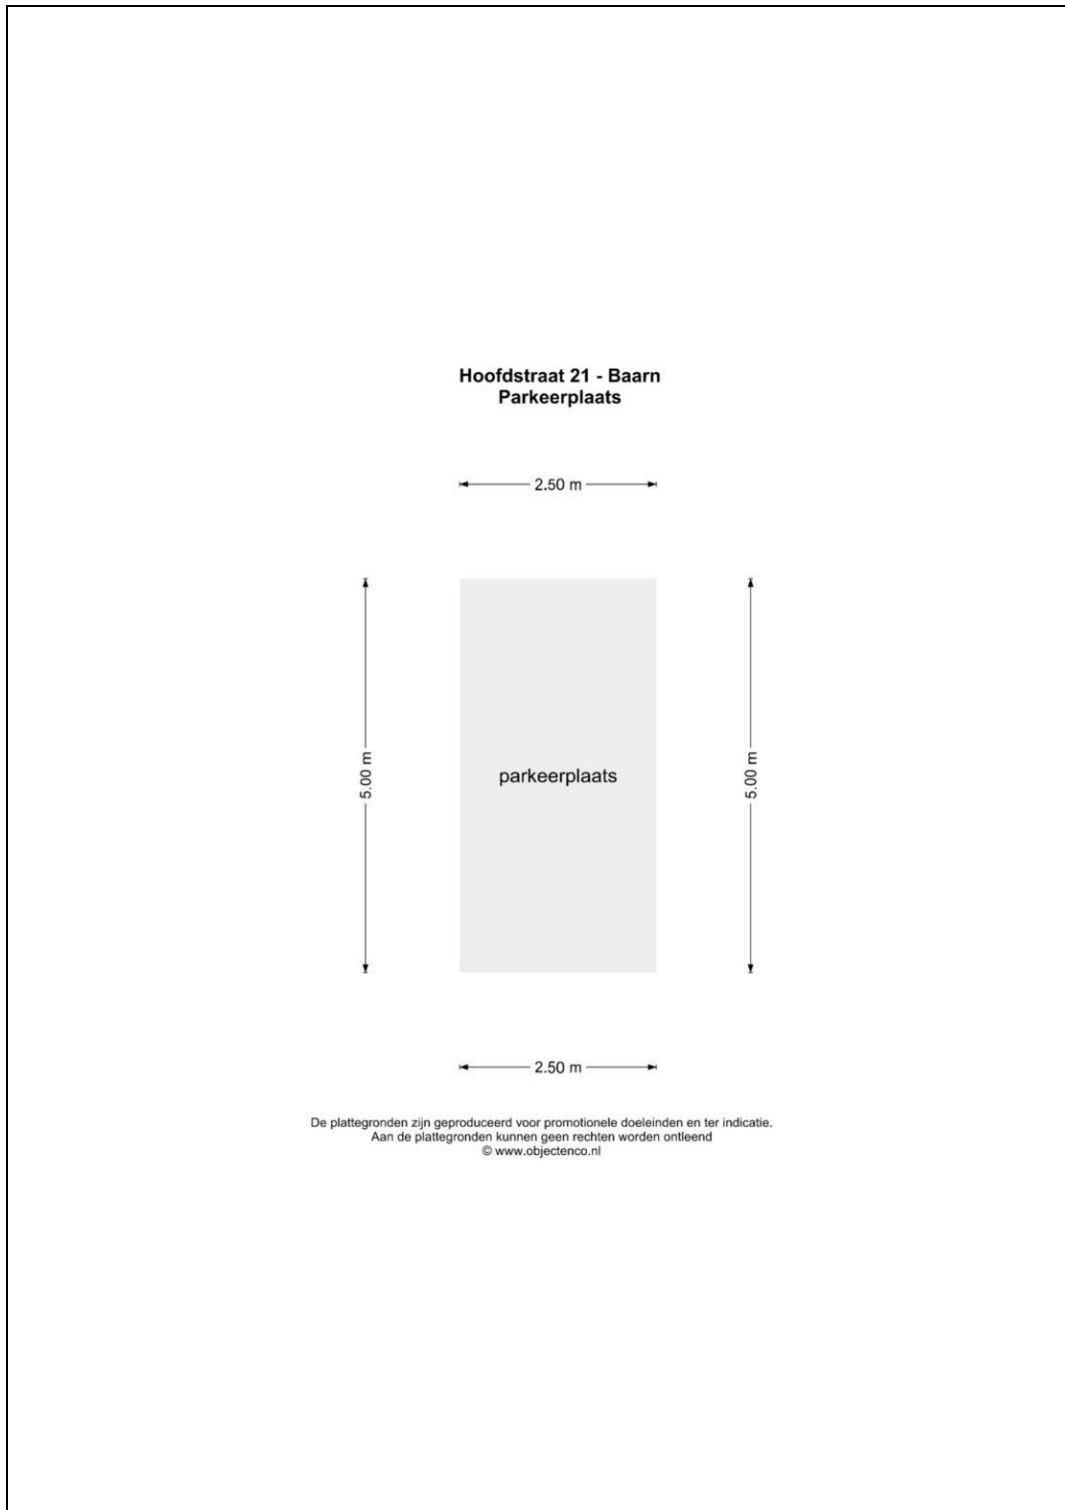 Hoofdstraat 21 - Baarn
Parkeerplaats
2.50 m
5.00 m
parkeerplaats
5.00 m
2.50 m
De plattegronden zijn geproduceerd voor promotionele doeleinden en ter indicatie.
Aan de plattegronden kunnen geen rechten worden ontleend
© www.objectenco.nl